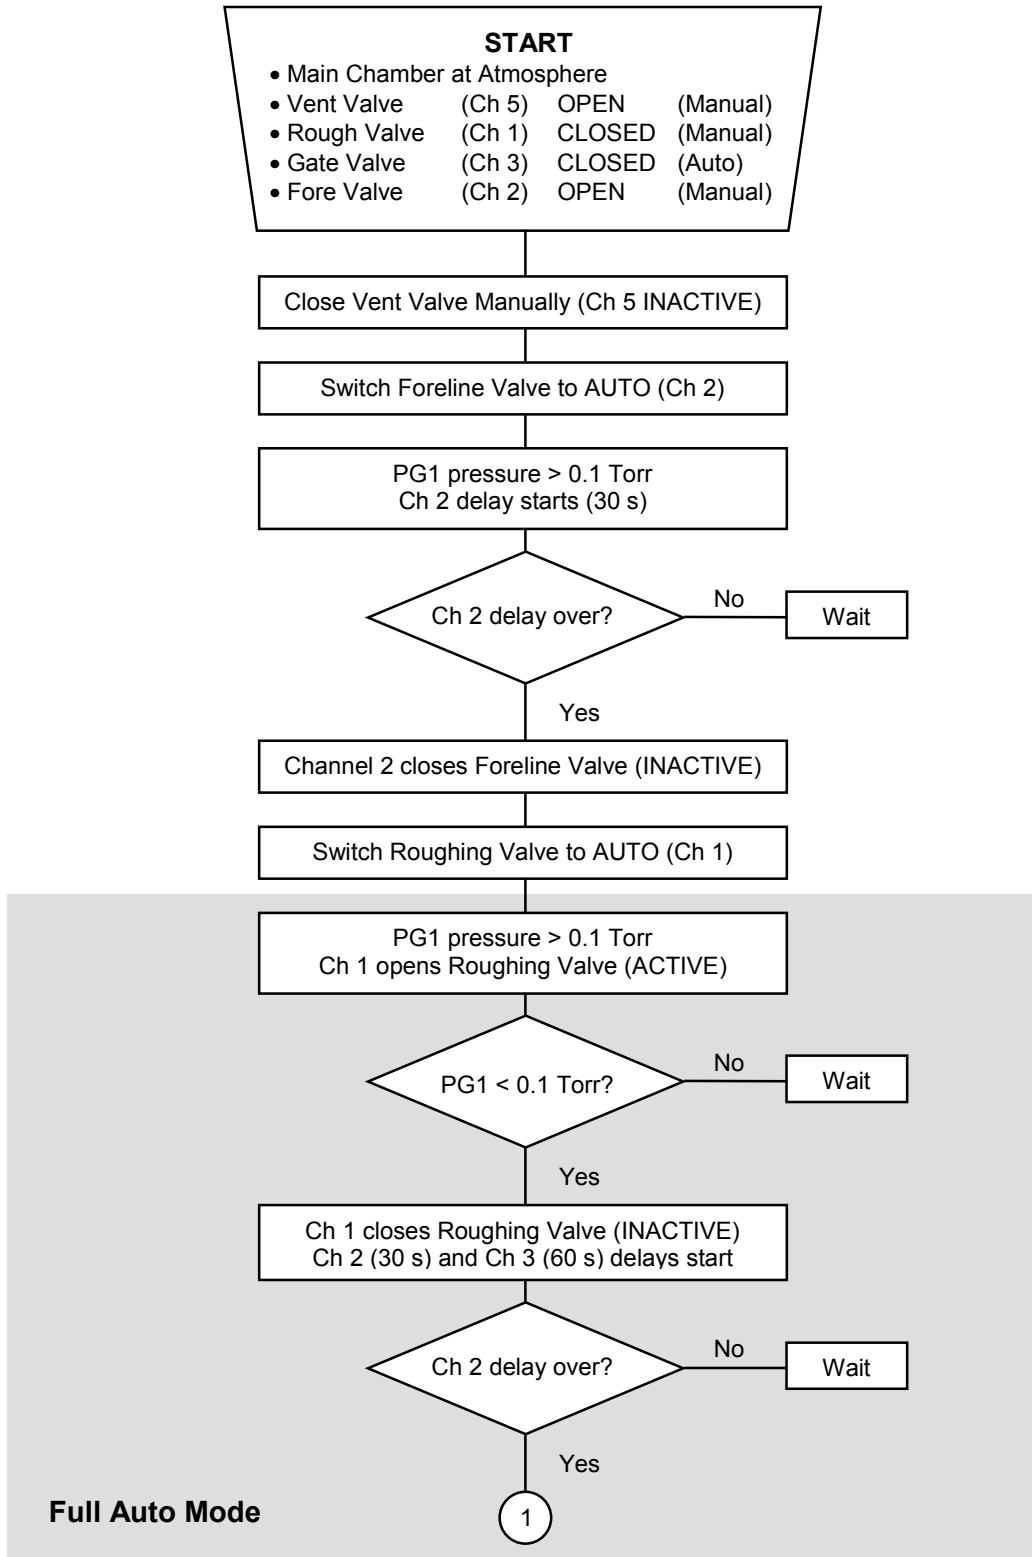 START
• Main Chamber at Atmosphere
• Vent Valve (Ch 5) OPEN (Manual)
• Rough Valve (Ch 1) CLOSED (Manual)
• Gate Valve (Ch 3) CLOSED (Auto)
• Fore Valve (Ch 2) OPEN (Manual)
Close Vent Valve Manually (Ch 5 INACTIVE)
Switch Foreline Valve to AUTO (Ch 2)
PG1 pressure > 0.1 Torr
Ch 2 delay starts (30 s)
Ch 2 delay over?
No
Wait
Yes
Channel 2 closes Foreline Valve (INACTIVE)
Switch Roughing Valve to AUTO (Ch 1)
PG1 pressure > 0.1 Torr
Ch 1 opens Roughing Valve (ACTIVE)
PG1 < 0.1 Torr?
No
Wait
Yes
Ch 1 closes Roughing Valve (INACTIVE)
Ch 2 (30 s) and Ch 3 (60 s) delays start
Ch 2 delay over?
No
Wait
Yes
Full Auto Mode
1